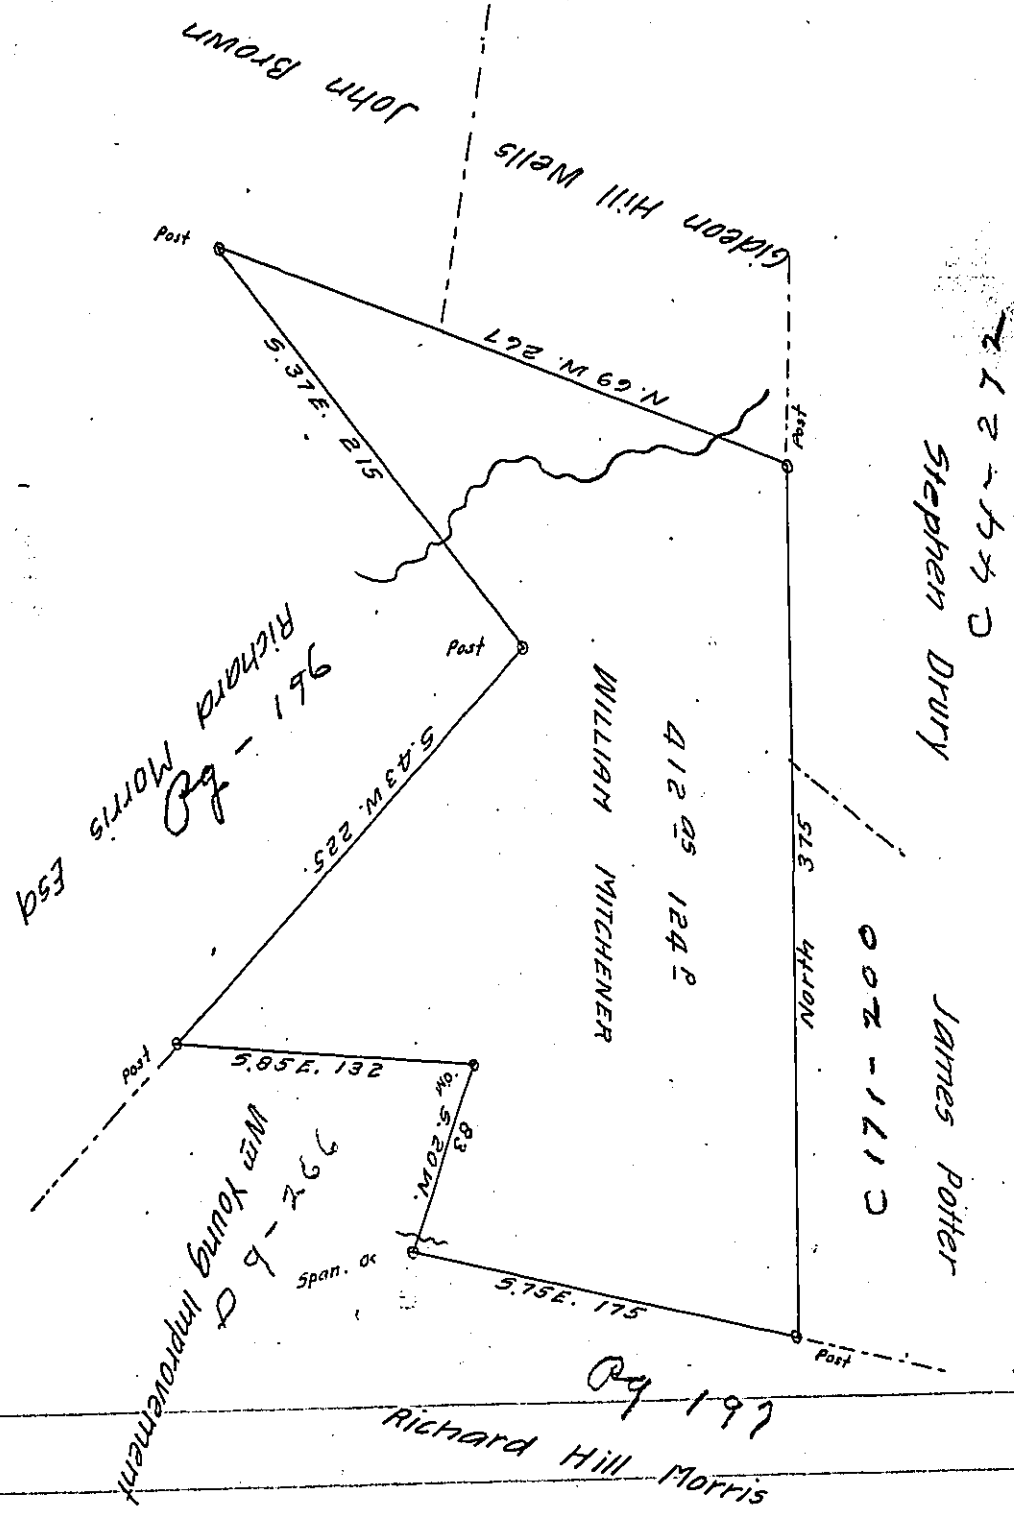 John Brown
Gideon Hill Wells
Post
N. 69 W. 267
S. 37 E. 215
Post
Stephen Drury
C 44-272
Post
Richard Morris Esq
Pg-196
S. 43 W. 225.
WILLIAM MITCHENER
412 as 124 P
North 375
James Potter
C 171-200
Post
S. 85 E. 132
W.O.
S. 20 W.
83
Wm Young Improvement
D 9-266
Span. Oc
S. 75 E. 175
Post
Pg 197
Richard Hill Morris